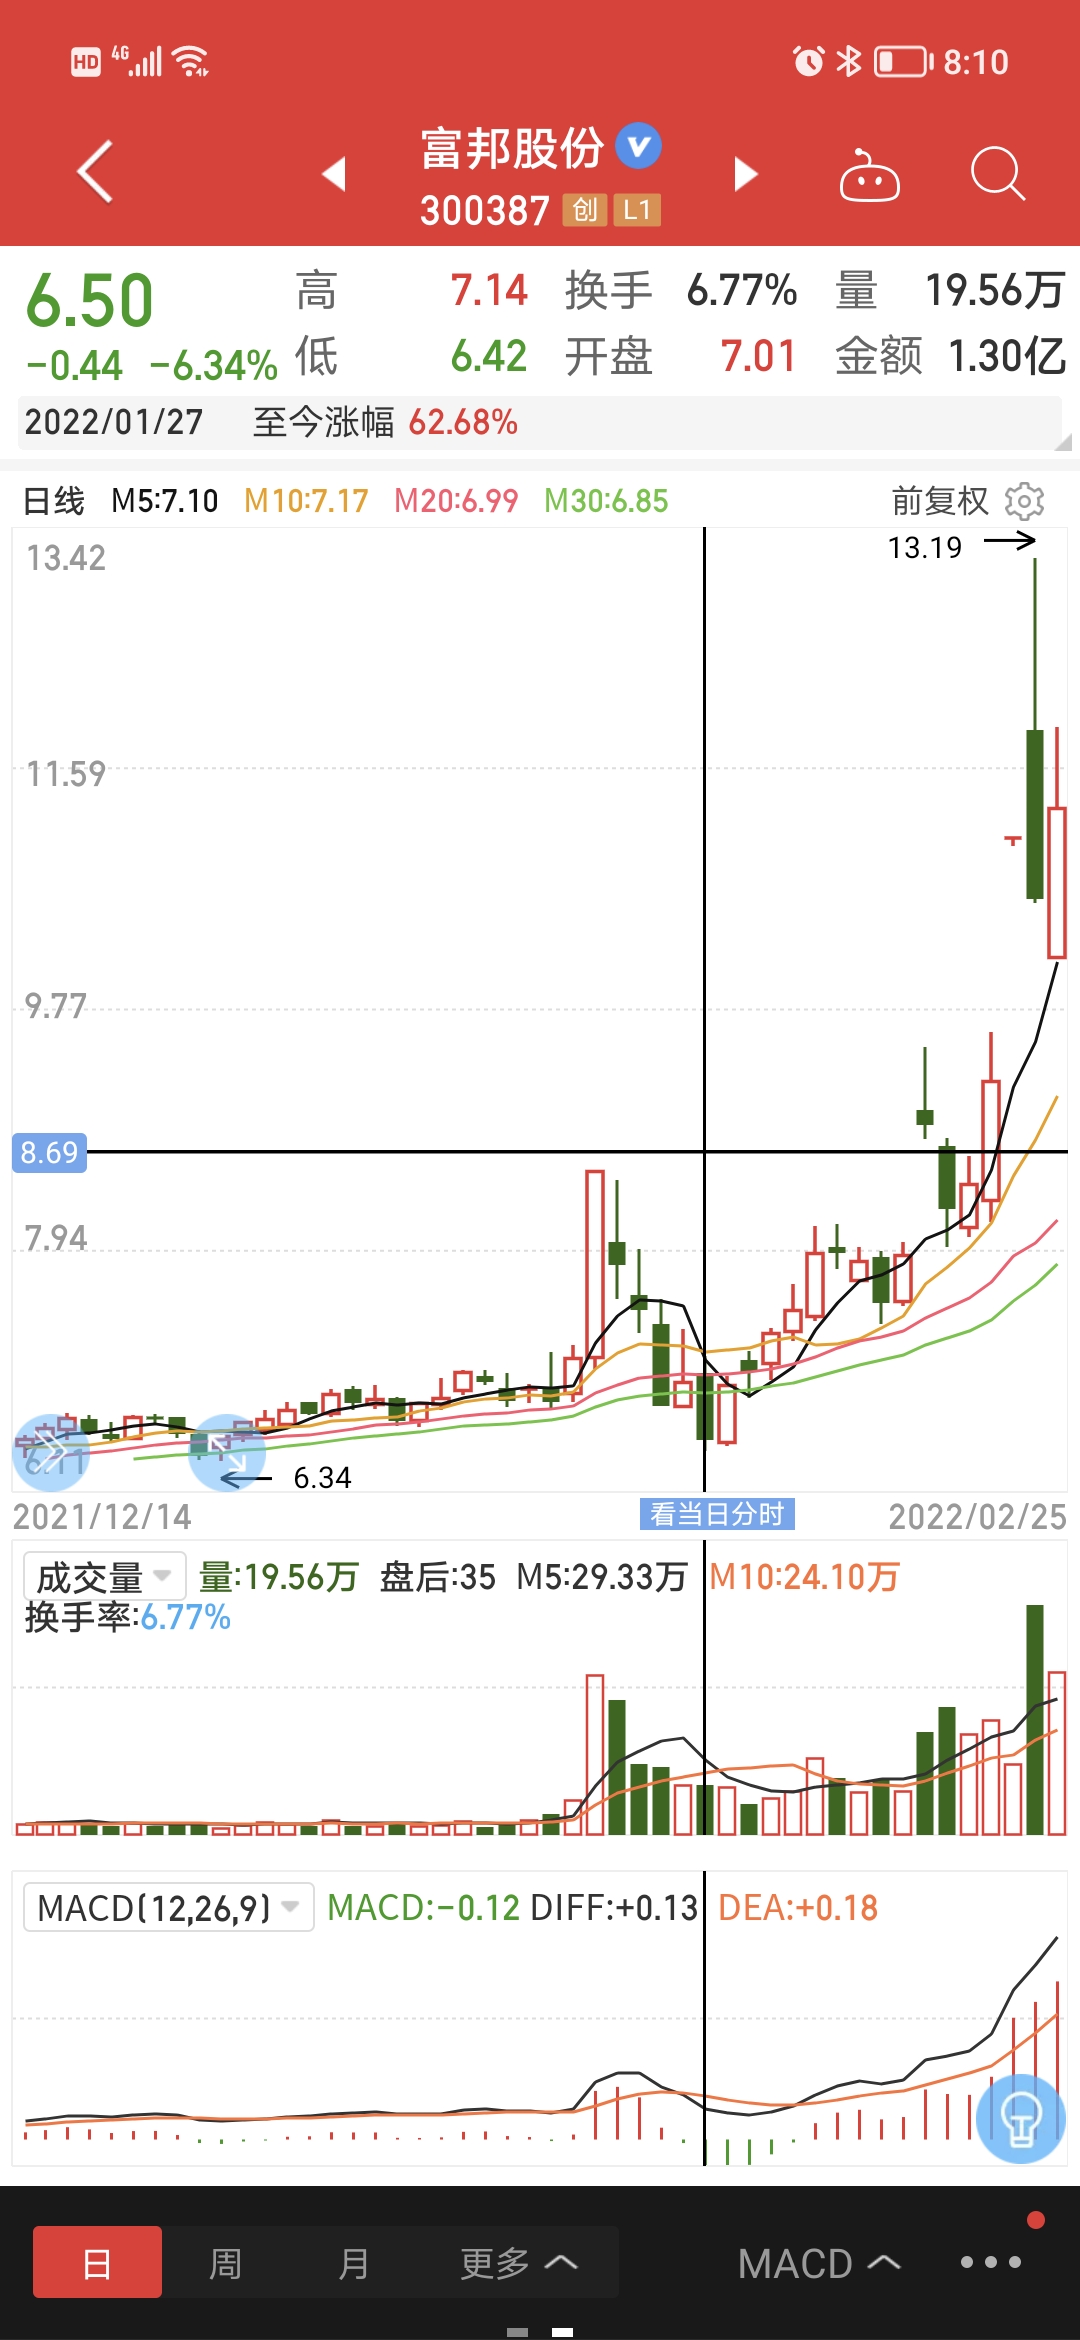 HD 4G 8:10
富邦股份 V
300387 创 L1
6.50 高 7.14 换手 6.77% 量 19.56万
-0.44 -6.34% 低 6.42 开盘 7.01 金额 1.30亿
2022/01/27 至今涨幅 62.68%
日线 M5:7.10 M10:7.17 M20:6.99 M30:6.85 前复权
13.42
13.19
11.59
9.77
8.69
7.94
6.11
6.34
2021/12/14 看当日分时 2022/02/25
成交量 量:19.56万 盘后:35 M5:29.33万 M10:24.10万
换手率:6.77%
MACD(12,26,9) MACD:-0.12 DIFF:+0.13 DEA:+0.18
日 周 月 更多 MACD